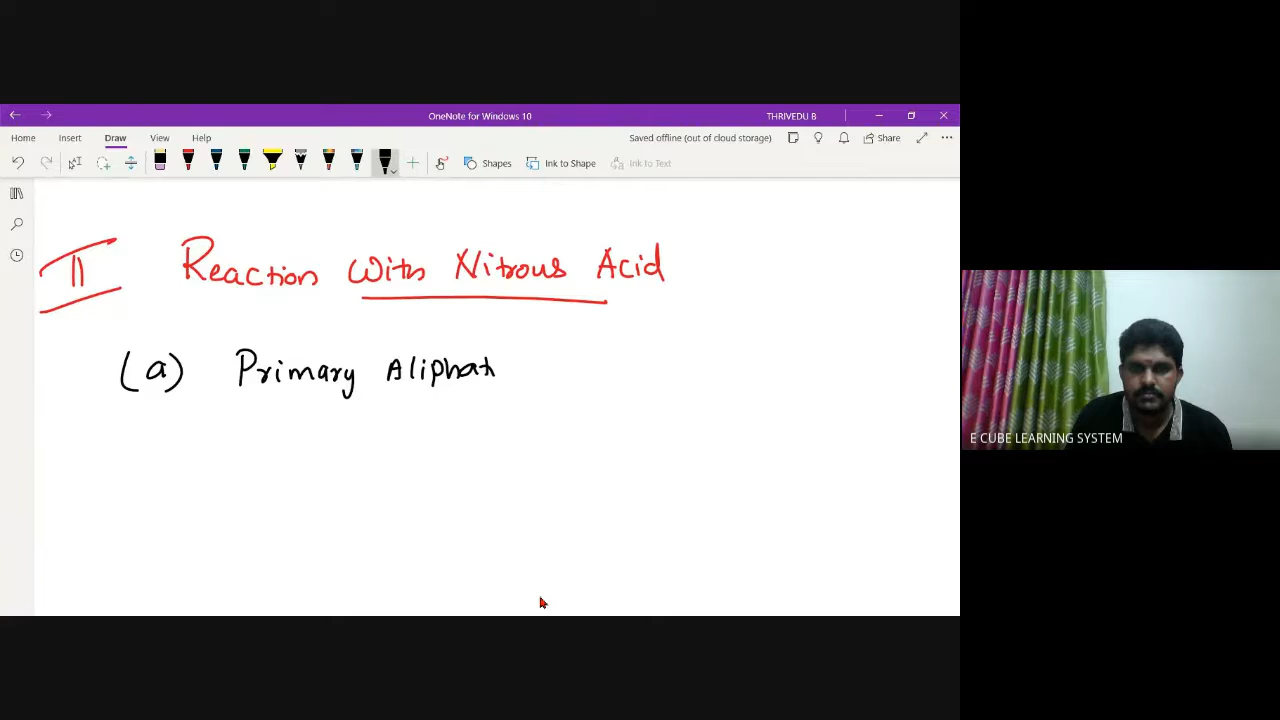 OneNote for Windows 10
THRIVEDU B
Home Insert Draw View Help
Saved offline (out of cloud storage)
Share
Shapes
Ink to Shape
Ink to Text
II Reaction with Nitrous Acid
(a) Primary Aliphat
E CUBE LEARNING SYSTEM